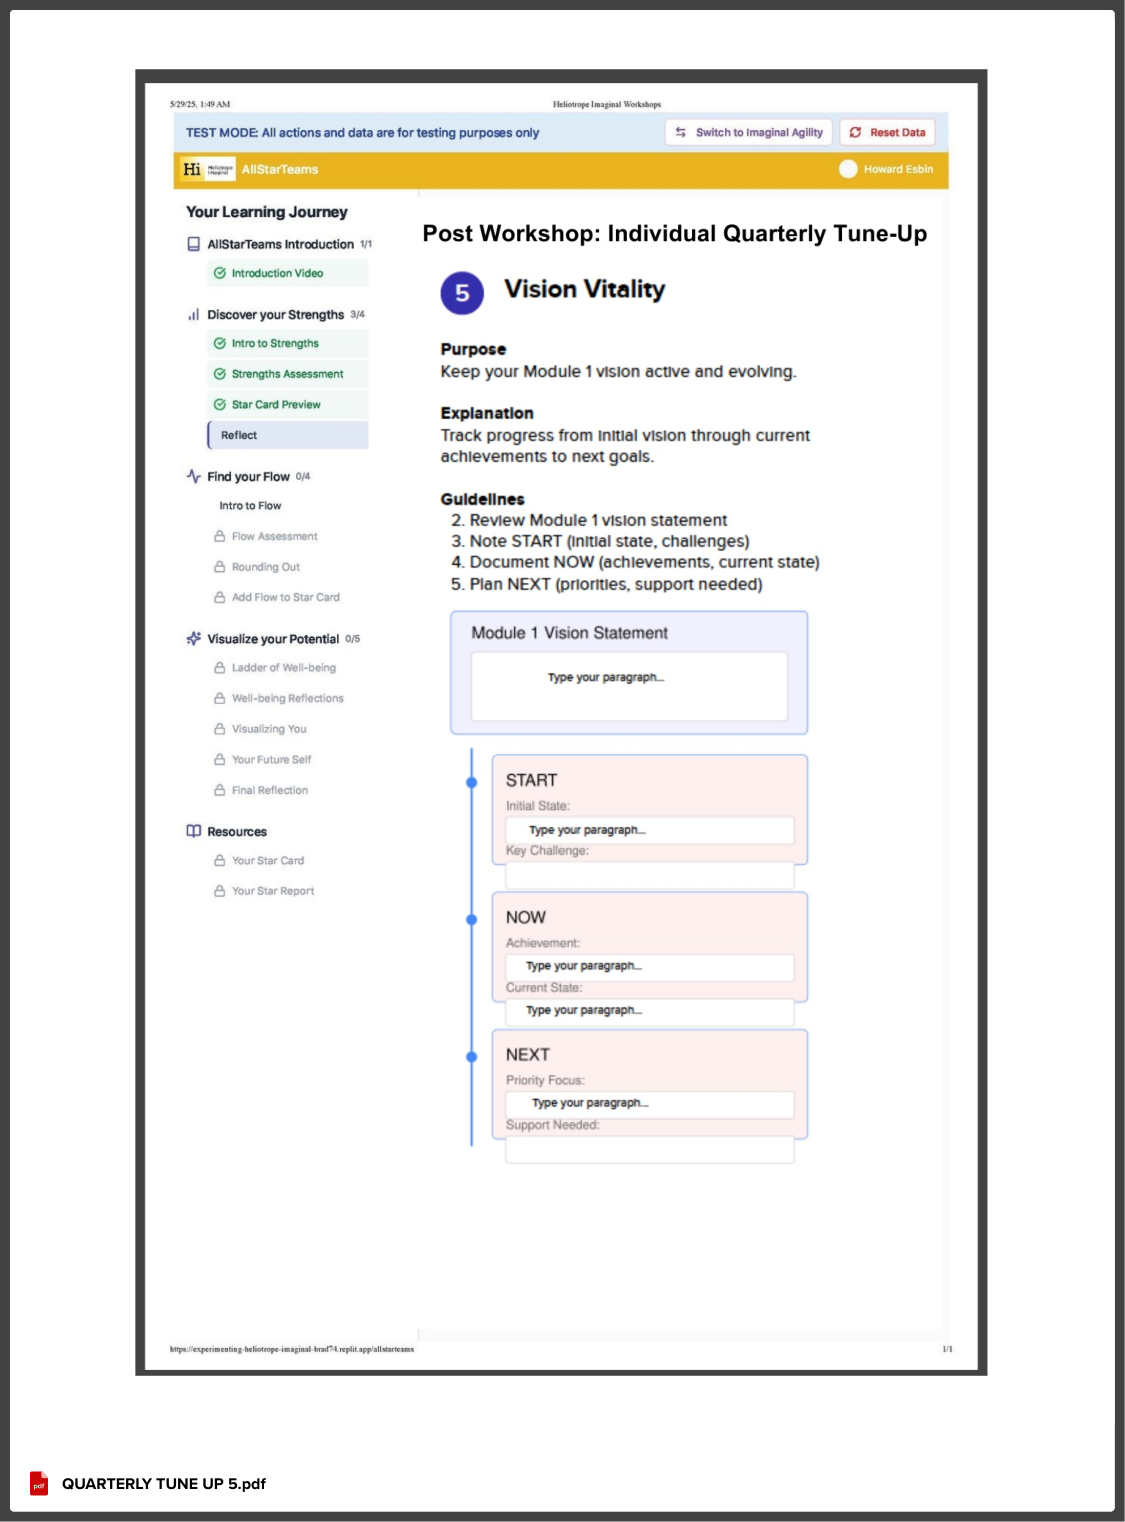 5/29/25, 1:49 AM
Heliotrope Imaginal Workshops
TEST MODE: All actions and data are for testing purposes only
Switch to Imaginal Agility
Reset Data
Hi Heliotrope Imaginal AllStarTeams
Howard Esbin
Your Learning Journey
AllStarTeams Introduction 1/1
Introduction Video
Discover your Strengths 3/4
Intro to Strengths
Strengths Assessment
Star Card Preview
Reflect
Find your Flow 0/4
Intro to Flow
Flow Assessment
Rounding Out
Add Flow to Star Card
Visualize your Potential 0/5
Ladder of Well-being
Well-being Reflections
Visualizing You
Your Future Self
Final Reflection
Resources
Your Star Card
Your Star Report
Post Workshop: Individual Quarterly Tune-Up
5 Vision Vitality
Purpose
Keep your Module 1 vision active and evolving.
Explanation
Track progress from initial vision through current
achievements to next goals.
Guidelines
2. Review Module 1 vision statement
3. Note START (initial state, challenges)
4. Document NOW (achievements, current state)
5. Plan NEXT (priorities, support needed)
Module 1 Vision Statement
Type your paragraph...
START
Initial State:
Type your paragraph...
Key Challenge:
NOW
Achievement:
Type your paragraph...
Current State:
Type your paragraph...
NEXT
Priority Focus:
Type your paragraph...
Support Needed:
https://experimenting-heliotrope-imaginal-brad74.replit.app/allstarteams
1/1
pdf QUARTERLY TUNE UP 5.pdf